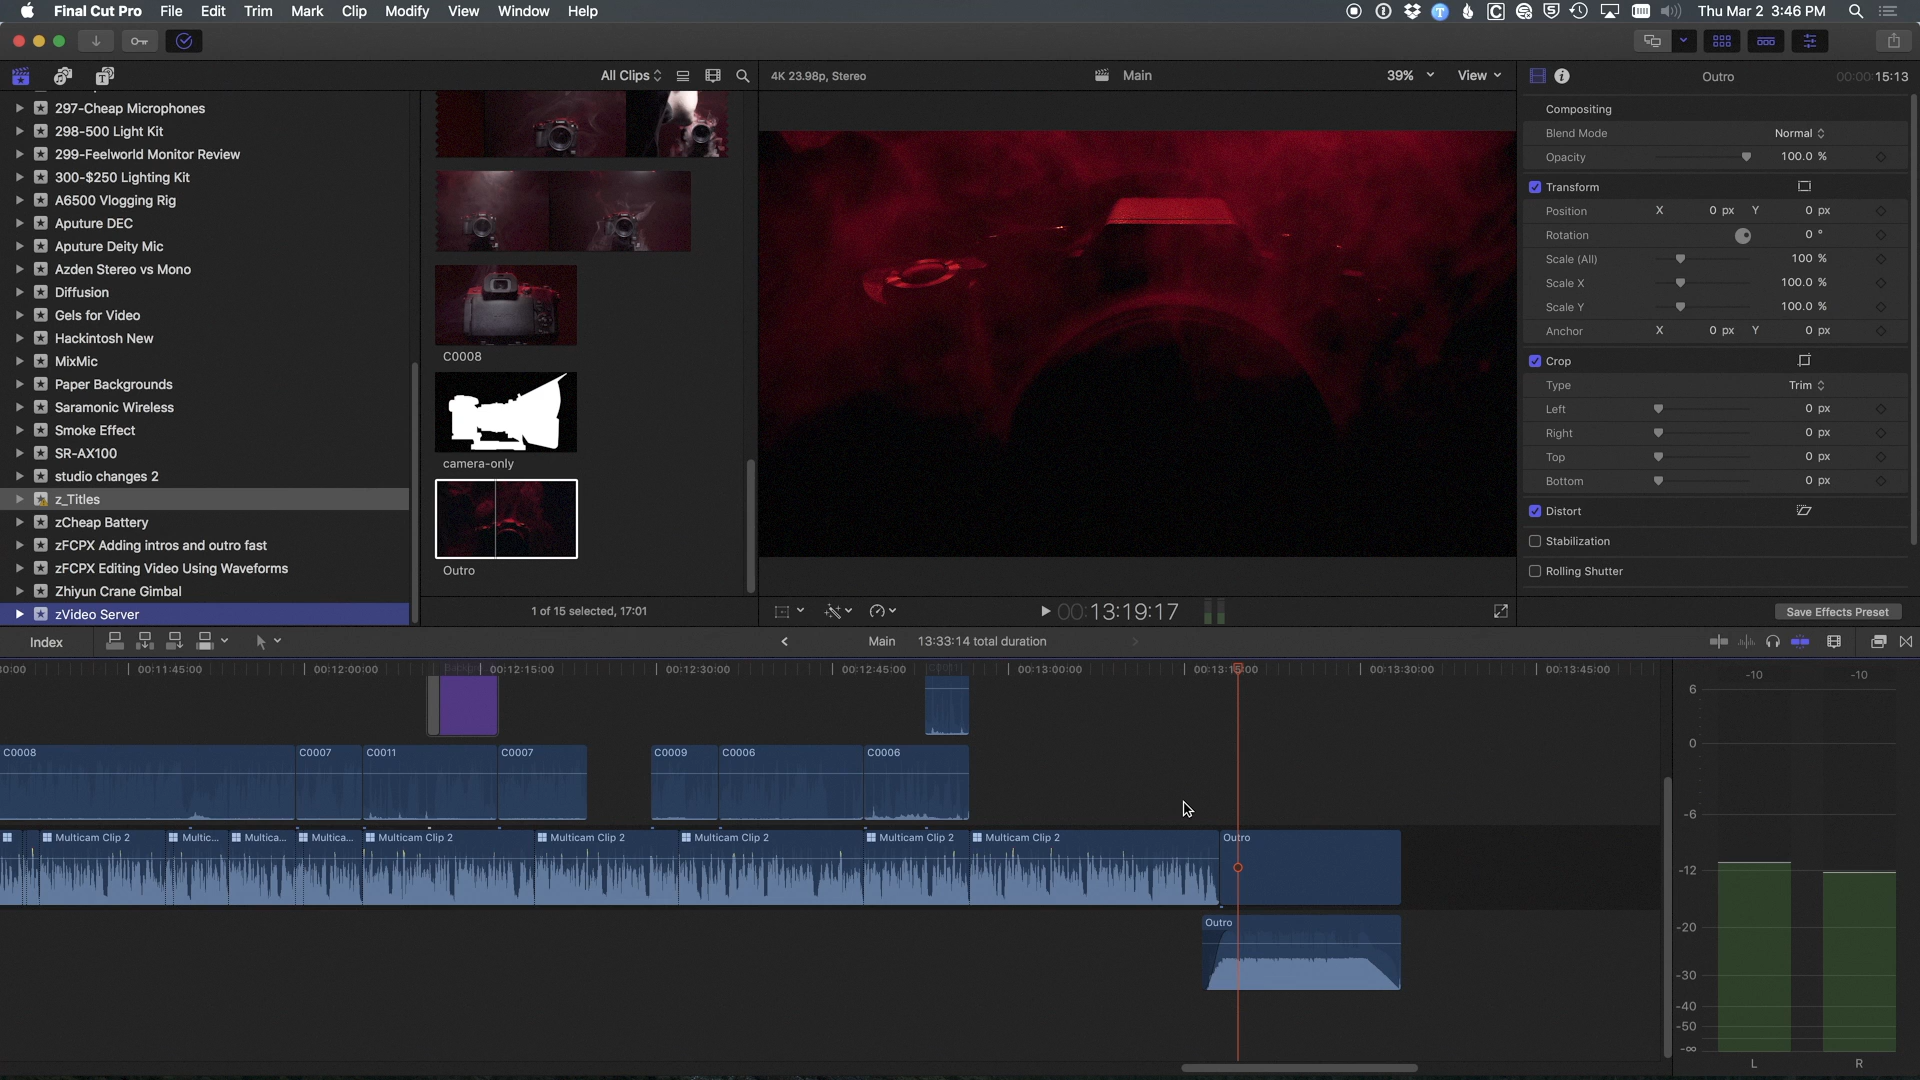 Final Cut Pro File Edit Trim Mark Clip Modify View Window Help
Thu Mar 2 3:46 PM
All Clips
4K 23.98p, Stereo
Main
39%
View
Outro
00:00:15:13
297-Cheap Microphones
298-500 Light Kit
299-Feelworld Monitor Review
300-$250 Lighting Kit
A6500 Vlogging Rig
Aputure DEC
Aputure Deity Mic
Azden Stereo vs Mono
Diffusion
Gels for Video
Hackintosh New
MixMic
Paper Backgrounds
Saramonic Wireless
Smoke Effect
SR-AX100
studio changes 2
z_Titles
zCheap Battery
zFCPX Adding intros and outro fast
zFCPX Editing Video Using Waveforms
Zhiyun Crane Gimbal
zVideo Server
C0008
camera-only
Outro
1 of 15 selected, 17:01
00:13:19:17
Compositing
Blend Mode Normal
Opacity 100.0 %
Transform
Position X 0 px Y 0 px
Rotation 0 °
Scale (All) 100 %
Scale X 100.0 %
Scale Y 100.0 %
Anchor X 0 px Y 0 px
Crop
Type Trim
Left 0 px
Right 0 px
Top 0 px
Bottom 0 px
Distort
Stabilization
Rolling Shutter
Save Effects Preset
Index
Main 13:33:14 total duration
30:00 00:11:45:00 00:12:00:00 00:12:15:00 00:12:30:00 00:12:45:00 00:13:00:00 00:13:15:00 00:13:30:00 00:13:45:00
C0008 C0007 C0011 C0007 C0009 C0006 C0006
Multicam Clip 2 Multic... Multica... Multica... Multicam Clip 2 Multicam Clip 2 Multicam Clip 2 Multicam Clip 2 Multicam Clip 2 Outro
Outro
-10 -10
6
0
-6
-12
-20
-30
-40
-50
-∞
L R